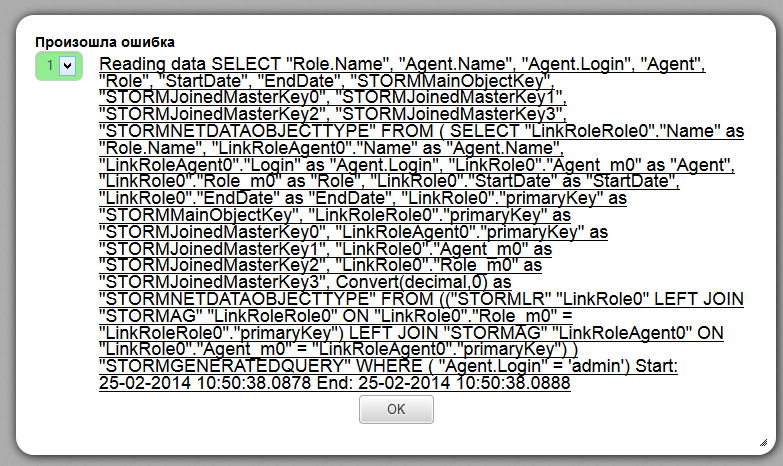 Произошла ошибка
1
Reading data SELECT "Role.Name", "Agent.Name", "Agent.Login", "Agent",
"Role", "StartDate", "EndDate", "STORMMainObjectKey",
"STORMJoinedMasterKey0", "STORMJoinedMasterKey1",
"STORMJoinedMasterKey2", "STORMJoinedMasterKey3",
"STORMNETDATAOBJECTTYPE" FROM ( SELECT "LinkRoleRole0"."Name" as
"Role.Name", "LinkRoleAgent0"."Name" as "Agent.Name",
"LinkRoleAgent0"."Login" as "Agent.Login", "LinkRole0"."Agent_m0" as "Agent",
"LinkRole0"."Role_m0" as "Role", "LinkRole0"."StartDate" as "StartDate",
"LinkRole0"."EndDate" as "EndDate", "LinkRole0"."primaryKey" as
"STORMMainObjectKey", "LinkRoleRole0"."primaryKey" as
"STORMJoinedMasterKey0", "LinkRoleAgent0"."primaryKey" as
"STORMJoinedMasterKey1", "LinkRole0"."Agent_m0" as
"STORMJoinedMasterKey2", "LinkRole0"."Role_m0" as
"STORMJoinedMasterKey3", Convert(decimal,0) as
"STORMNETDATAOBJECTTYPE" FROM (("STORMLR" "LinkRole0" LEFT JOIN
"STORMAG" "LinkRoleRole0" ON "LinkRole0"."Role_m0" =
"LinkRoleRole0"."primaryKey") LEFT JOIN "STORMAG" "LinkRoleAgent0" ON
"LinkRole0"."Agent_m0" = "LinkRoleAgent0"."primaryKey") )
"STORMGENERATEDQUERY" WHERE ( "Agent.Login" = 'admin') Start:
25-02-2014 10:50:38.0878 End: 25-02-2014 10:50:38.0888
OK